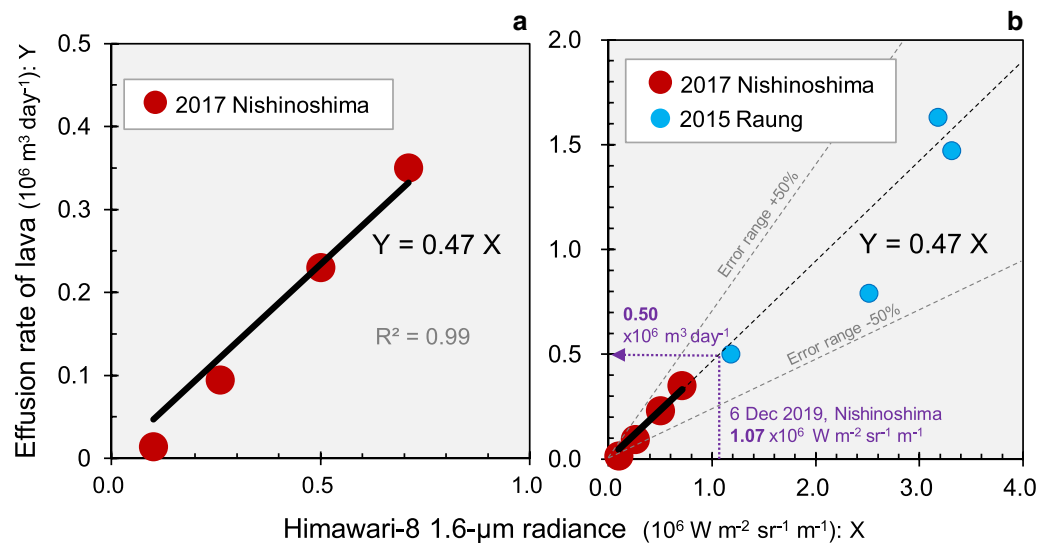 a
Effusion rate of lava (10⁶ m³ day⁻¹): Y
0.5
0.4
0.3
0.2
0.1
0
0.0
0.5
1.0
2017 Nishinoshima
Y = 0.47 X
R² = 0.99
b
2.0
1.5
1.0
0.5
0.0
0.0
1.0
2.0
3.0
4.0
2017 Nishinoshima
2015 Raung
Error range +50%
Y = 0.47 X
Error range -50%
0.50
x10⁶ m³ day⁻¹
6 Dec 2019, Nishinoshima
1.07 x10⁶ W m⁻² sr⁻¹ m⁻¹
Himawari-8 1.6-μm radiance (10⁶ W m⁻² sr⁻¹ m⁻¹): X